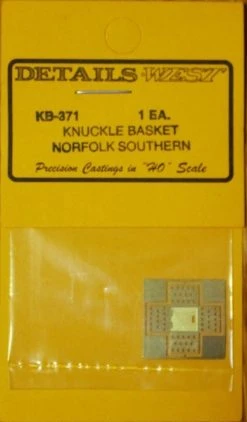 DETAILS WEST
KB-371 1 EA.
KNUCKLE BASKET
NORFOLK SOUTHERN
Precision Castings in "HO" Scale